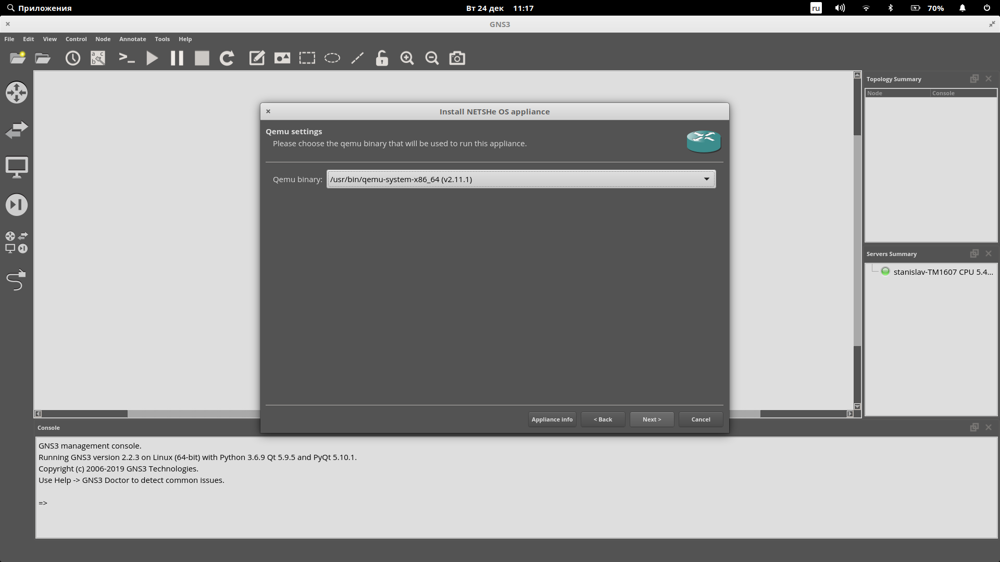 Приложения
Вт 24 дек 11:17
ru
70%
GNS3
File Edit View Control Node Annotate Tools Help
a c
b
Topology Summary
Node Console
Install NETSHe OS appliance
Qemu settings
Please choose the qemu binary that will be used to run this appliance.
Qemu binary: /usr/bin/qemu-system-x86_64 (v2.11.1)
Servers Summary
stanislav-TM1607 CPU 5.4...
Appliance info < Back Next > Cancel
Console
GNS3 management console.
Running GNS3 version 2.2.3 on Linux (64-bit) with Python 3.6.9 Qt 5.9.5 and PyQt 5.10.1.
Copyright (c) 2006-2019 GNS3 Technologies.
Use Help -> GNS3 Doctor to detect common issues.
=>